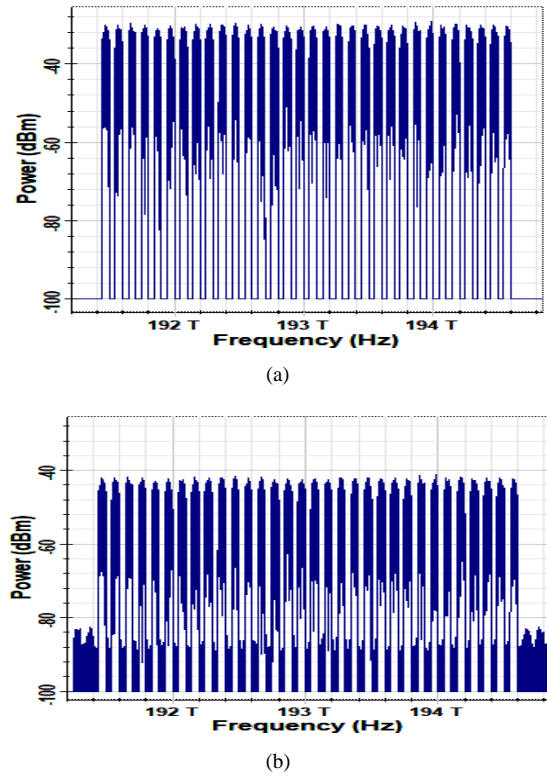 Power (dBm)
40
-60
-80
-100
192 T
193 T
194 T
Frequency (Hz)
(a)
Power (dBm)
-40
-60
-80
-100
192 T
193 T
194 T
Frequency (Hz)
(b)